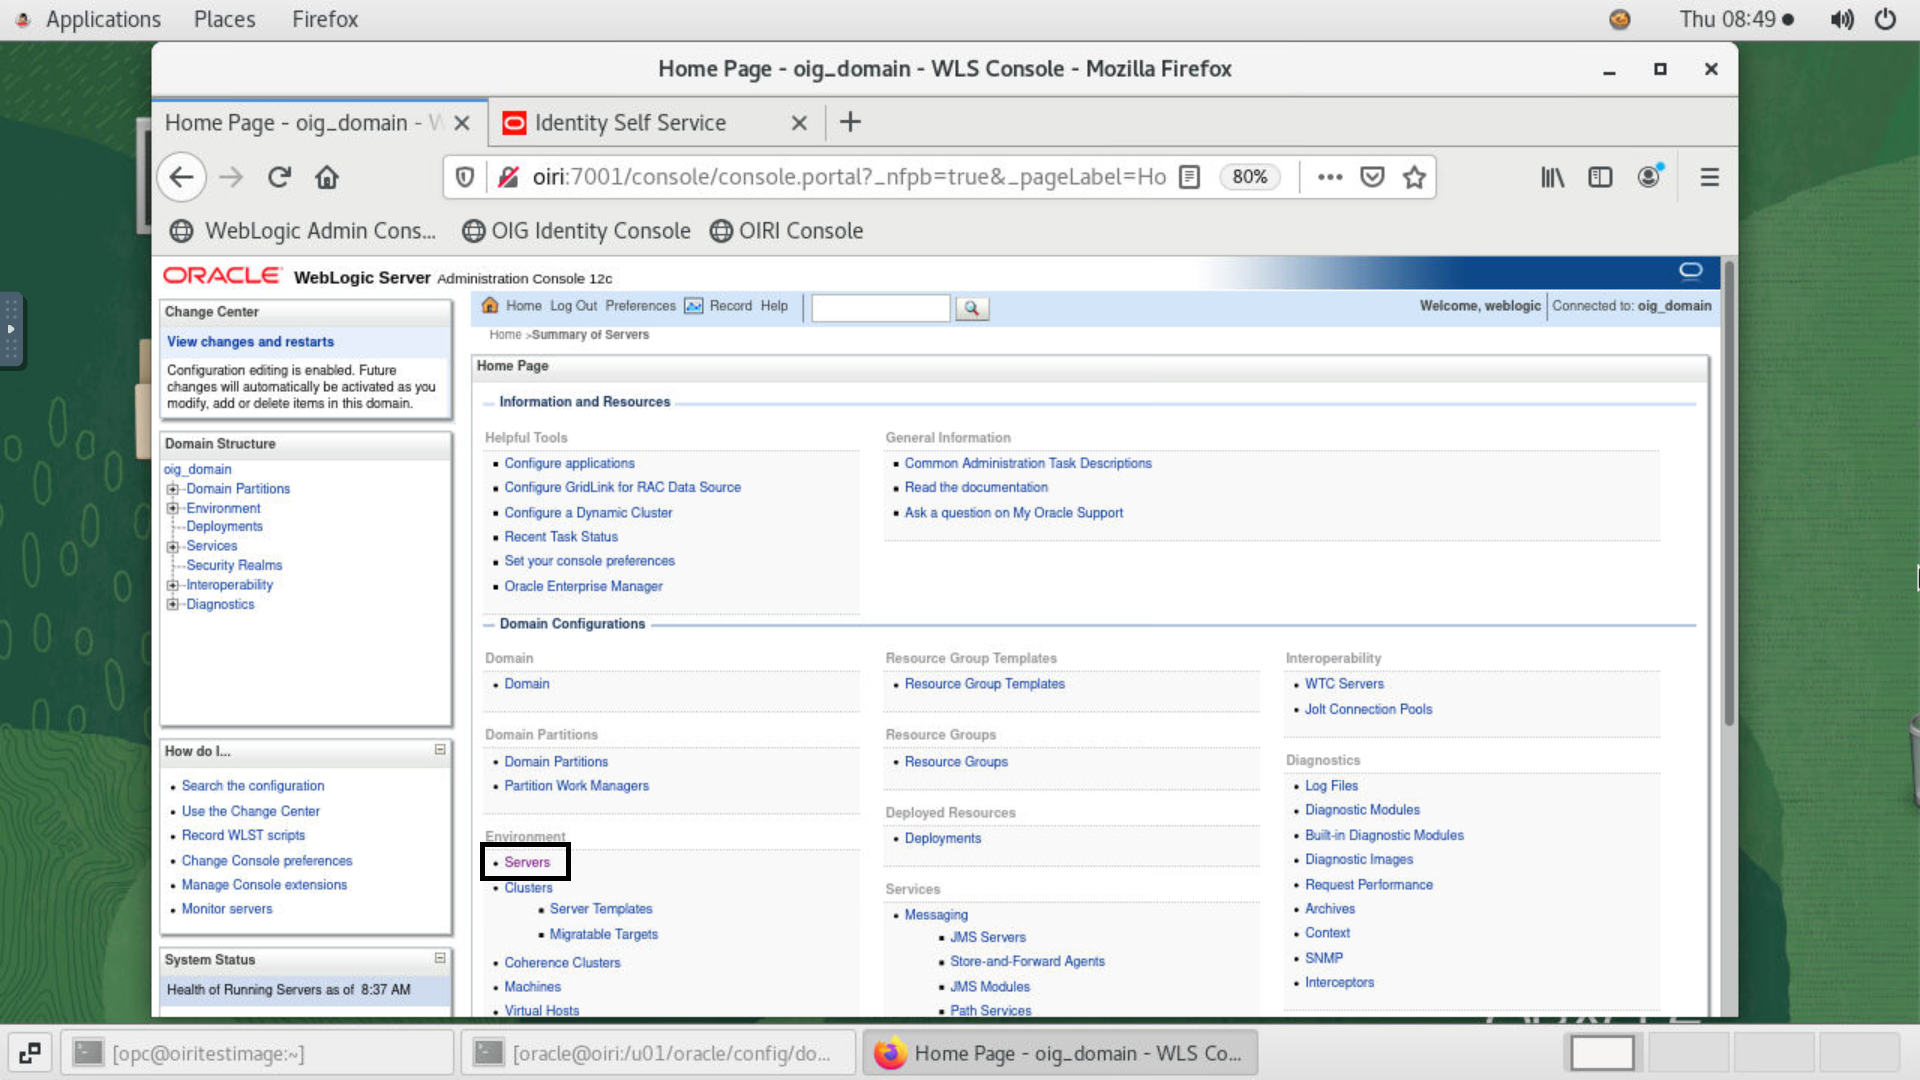 Applications Places Firefox Thu 08:49
Home Page - oig_domain - WLS Console - Mozilla Firefox
Home Page - oig_domain - W Identity Self Service
oiri:7001/console/console.portal?_nfpb=true&_pageLabel=Ho 80%
WebLogic Admin Cons... OIG Identity Console OIRI Console
ORACLE WebLogic Server Administration Console 12c
Change Center
View changes and restarts
Configuration editing is enabled. Future
changes will automatically be activated as you
modify, add or delete items in this domain.
Domain Structure
oig_domain
Domain Partitions
Environment
Deployments
Services
Security Realms
Interoperability
Diagnostics
How do I...
Search the configuration
Use the Change Center
Record WLST scripts
Change Console preferences
Manage Console extensions
Monitor servers
System Status
Health of Running Servers as of 8:37 AM
Home Log Out Preferences Record Help
Welcome, weblogic Connected to: oig_domain
Home >Summary of Servers
Home Page
Information and Resources
Helpful Tools
Configure applications
Configure GridLink for RAC Data Source
Configure a Dynamic Cluster
Recent Task Status
Set your console preferences
Oracle Enterprise Manager
General Information
Common Administration Task Descriptions
Read the documentation
Ask a question on My Oracle Support
Domain Configurations
Domain
Domain
Domain Partitions
Domain Partitions
Partition Work Managers
Environment
Servers
Clusters
Server Templates
Migratable Targets
Coherence Clusters
Machines
Virtual Hosts
Resource Group Templates
Resource Group Templates
Resource Groups
Resource Groups
Deployed Resources
Deployments
Services
Messaging
JMS Servers
Store-and-Forward Agents
JMS Modules
Path Services
Interoperability
WTC Servers
Jolt Connection Pools
Diagnostics
Log Files
Diagnostic Modules
Built-in Diagnostic Modules
Diagnostic Images
Request Performance
Archives
Context
SNMP
Interceptors
[opc@oiritestimage:~] [oracle@oiri:/u01/oracle/config/do... Home Page - oig_domain - WLS Co...